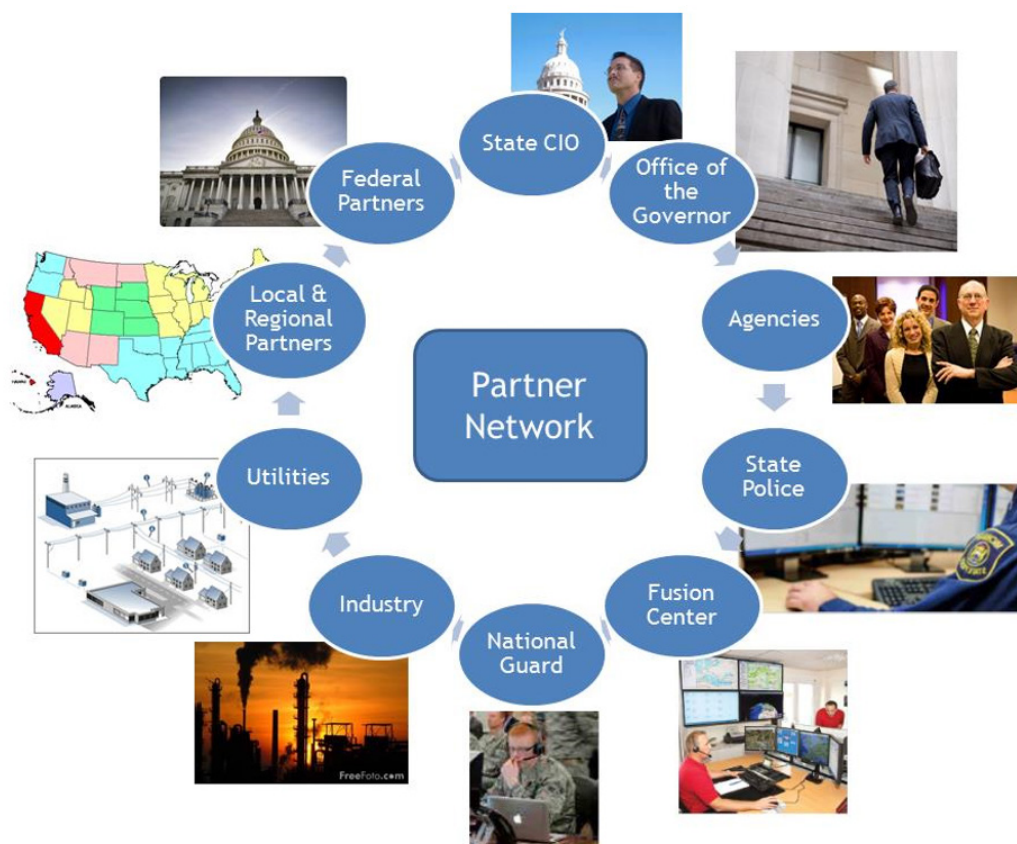 State CIO
Office of
the
Governor
Agencies
State
Police
Fusion
Center
National
Guard
Industry
Utilities
Local &
Regional
Partners
Federal
Partners
Partner
Network
FreeFoto.com